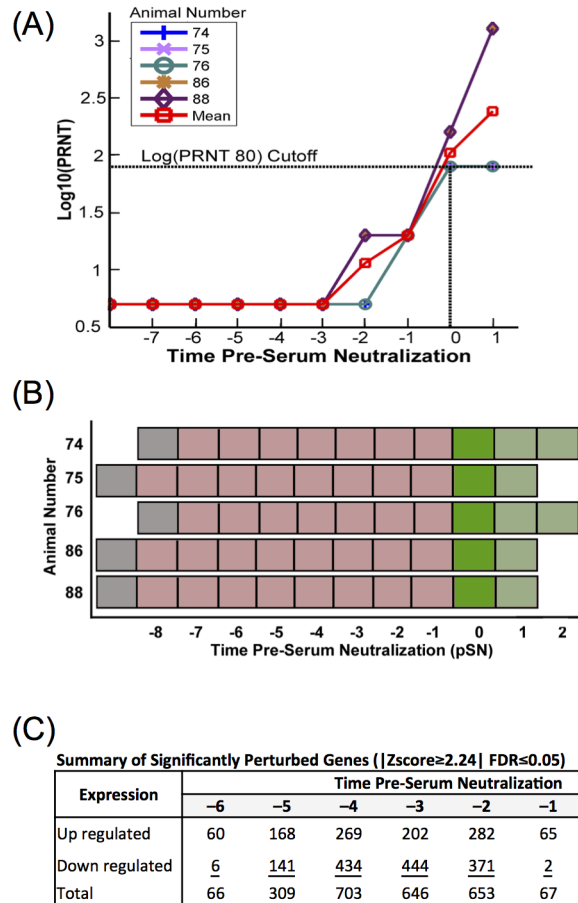 (A)
Animal Number
74
75
76
86
88
Mean
3
2.5
2
1.5
1
0.5
Log10(PRNT)
Log(PRNT 80) Cutoff
-7 -6 -5 -4 -3 -2 -1 0 1
Time Pre-Serum Neutralization
(B)
Animal Number
74
75
76
86
88
-8 -7 -6 -5 -4 -3 -2 -1 0 1 2
Time Pre-Serum Neutralization (pSN)
(C)
Summary of Significantly Perturbed Genes (|Zscore≥2.24| FDR≤0.05)
Expression Time Pre-Serum Neutralization
−6 −5 −4 −3 −2 −1
Up regulated 60 168 269 202 282 65
Down regulated 6 141 434 444 371 2
Total 66 309 703 646 653 67